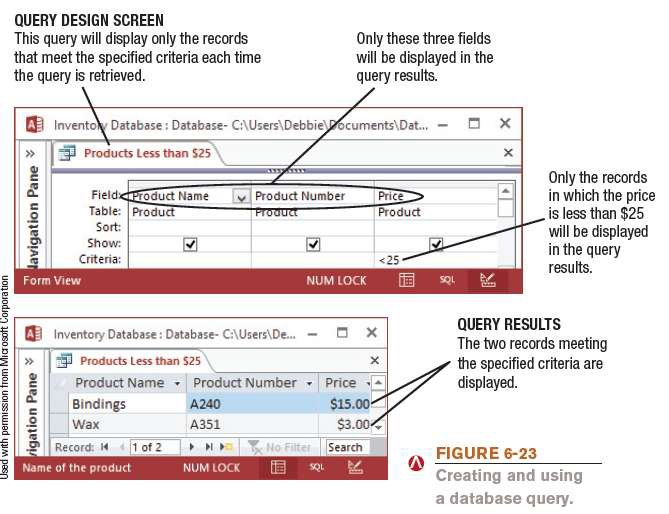 QUERY DESIGN SCREEN
This query will display only the records
that meet the specified criteria each time
the query is retrieved.
Only these three fields
will be displayed in the
query results.
Inventory Database : Database- C:\Users\Debbie\Documents\Dat...
Products Less than $25
Navigation Pane
Field: Product Name Product Number Price
Table: Product Product Product
Sort:
Show:
Criteria: <25
Form View NUM LOCK SQL
Only the records
in which the price
is less than $25
will be displayed
in the query
results.
Used with permission from Microsoft Corporation
Inventory Database : Database- C:\Users\De...
Products Less than $25
vigation Pane
Product Name Product Number Price
Bindings A240 $15.00
Wax A351 $3.00
Record: 1 of 2 No Filter Search
Name of the product NUM LOCK SQL
QUERY RESULTS
The two records meeting
the specified criteria are
displayed.
FIGURE 6-23
Creating and using
a database query.